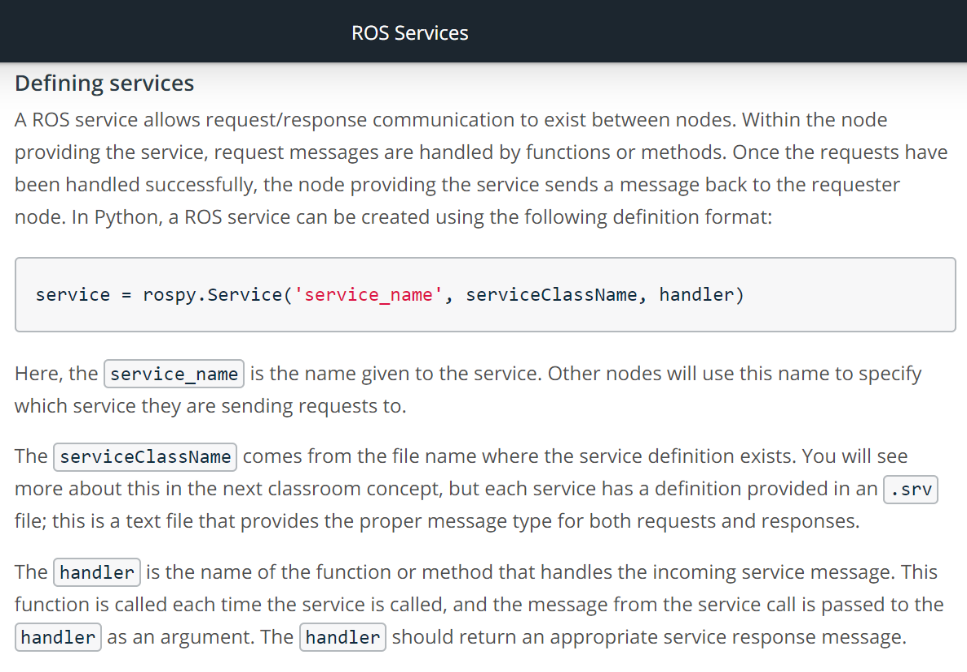 ROS Services
Defining services
A ROS service allows request/response communication to exist between nodes. Within the node
providing the service, request messages are handled by functions or methods. Once the requests have
been handled successfully, the node providing the service sends a message back to the requester
node. In Python, a ROS service can be created using the following definition format:
service = rospy.Service('service_name', serviceClassName, handler)
Here, the service_name is the name given to the service. Other nodes will use this name to specify
which service they are sending requests to.
The serviceClassName comes from the file name where the service definition exists. You will see
more about this in the next classroom concept, but each service has a definition provided in an .srv
file; this is a text file that provides the proper message type for both requests and responses.
The handler is the name of the function or method that handles the incoming service message. This
function is called each time the service is called, and the message from the service call is passed to the
handler as an argument. The handler should return an appropriate service response message.